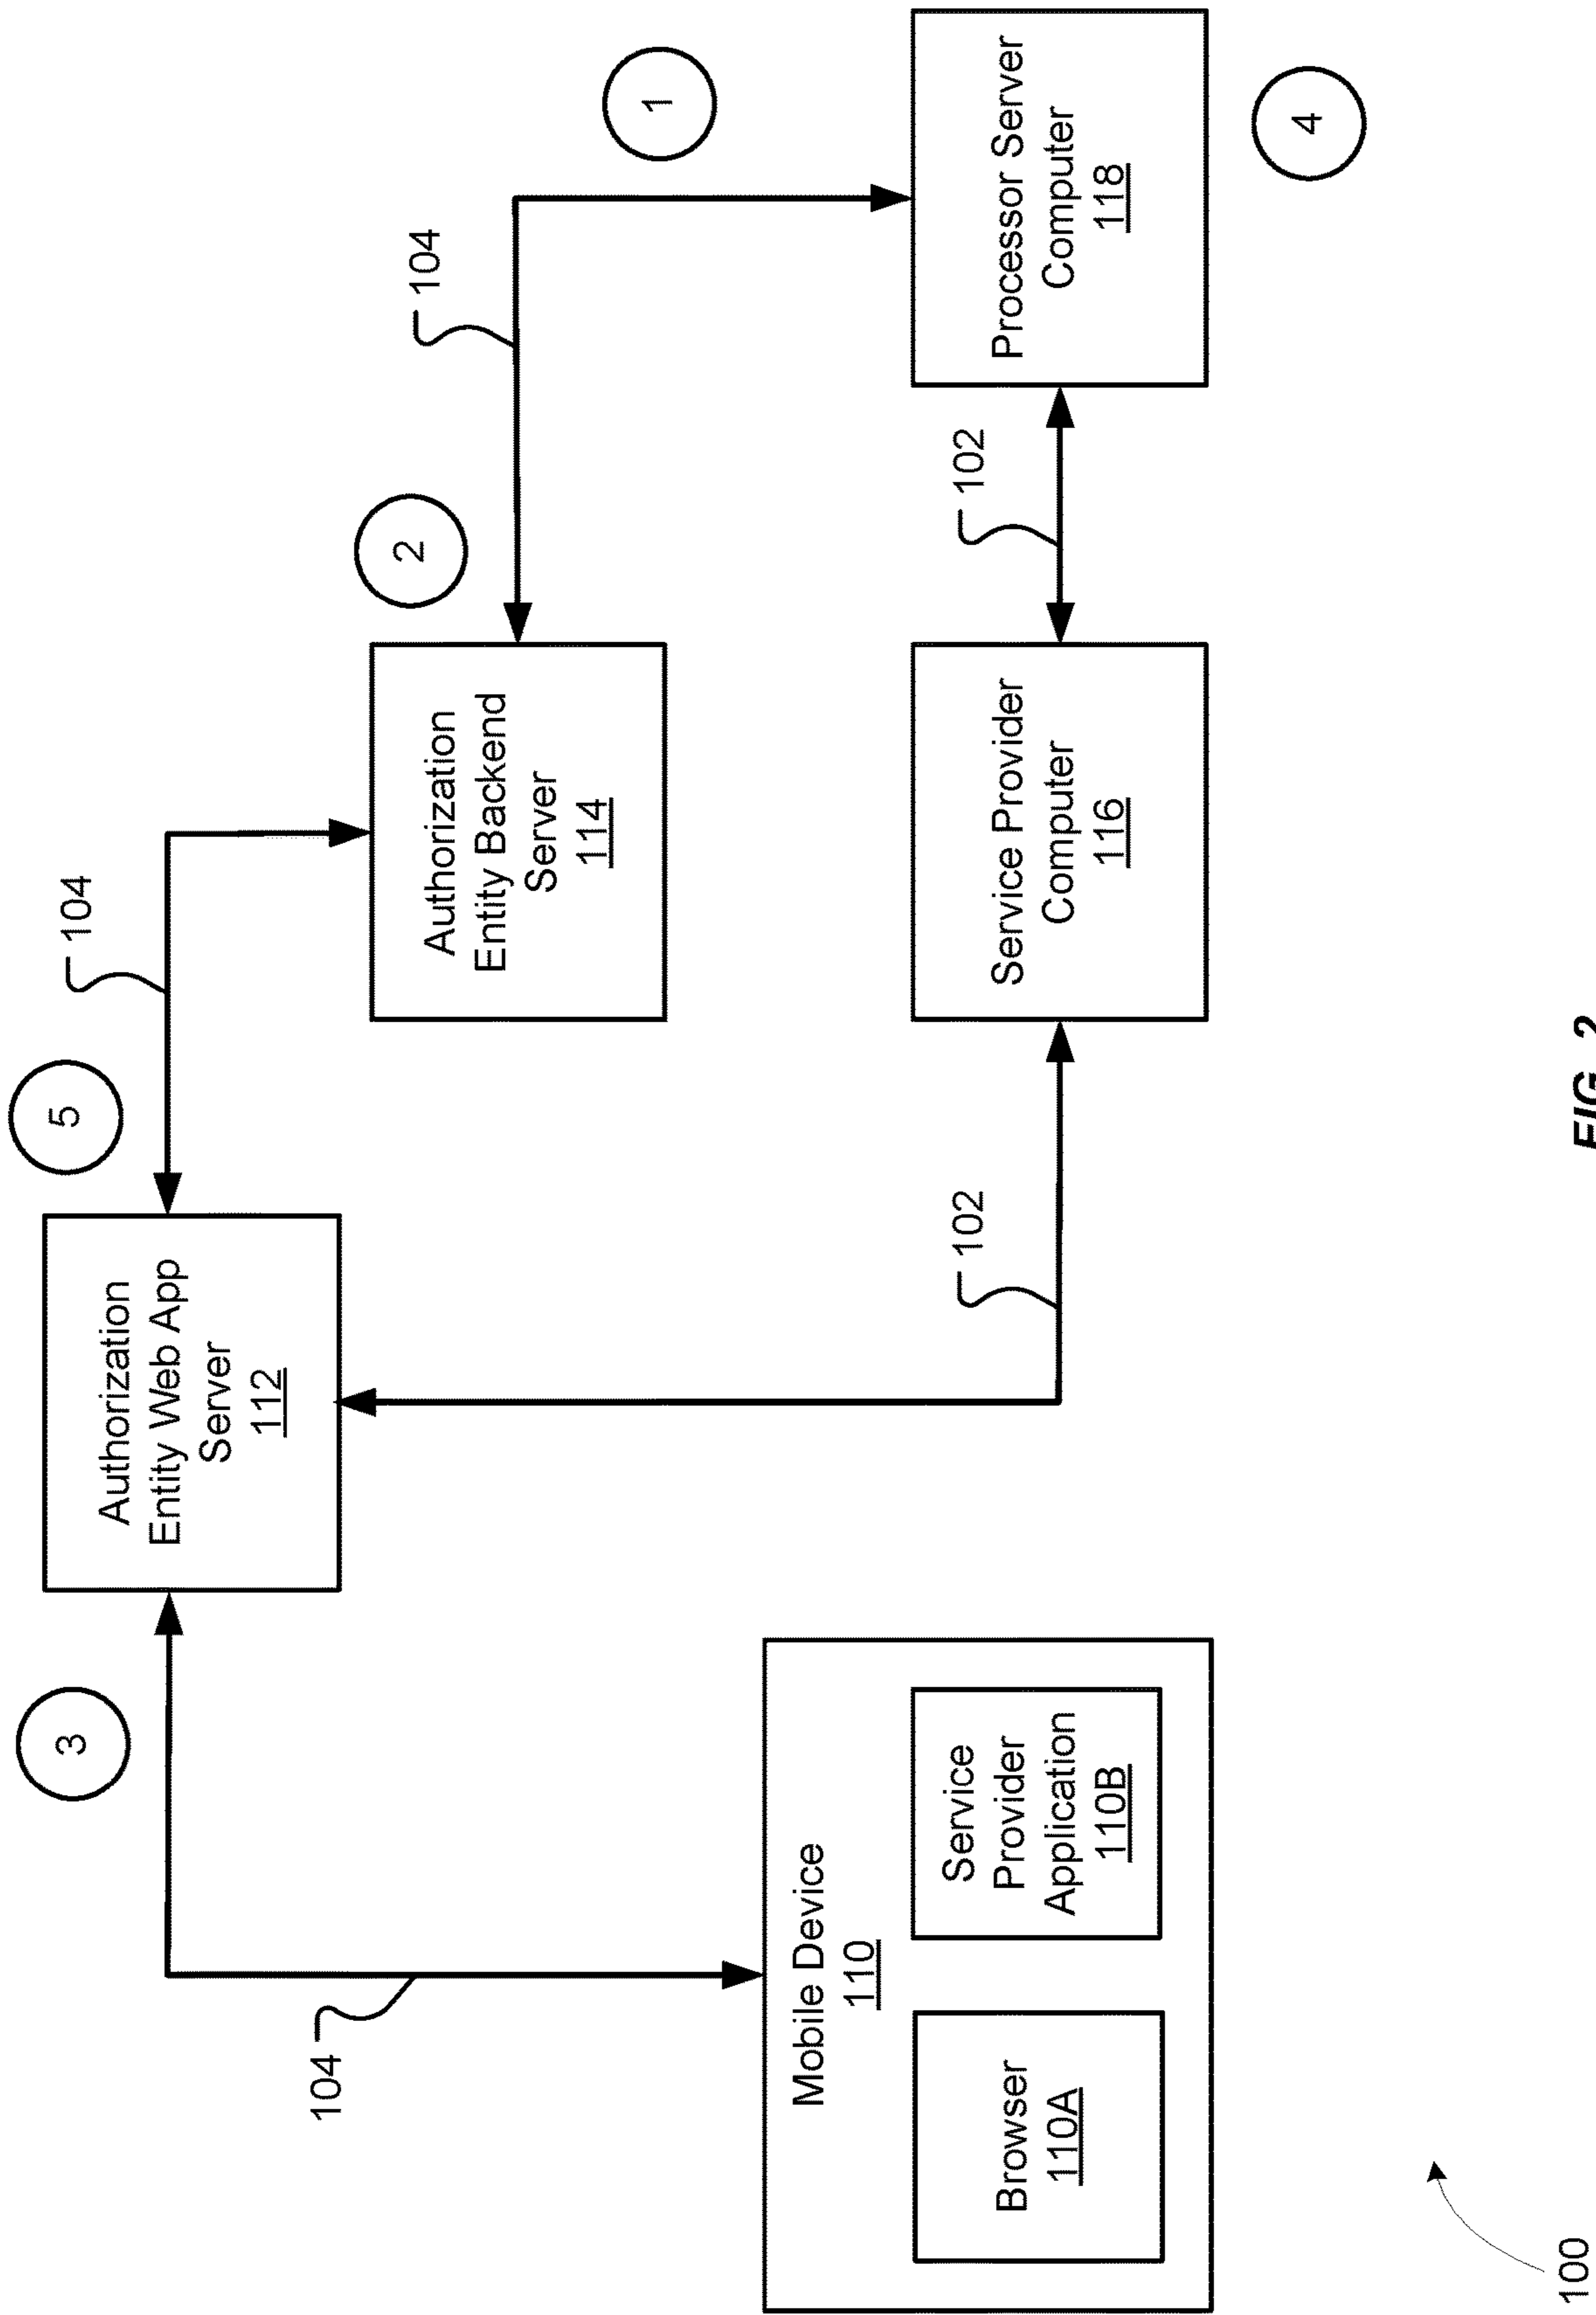 3
5
104
104
Authorization
Entity Web App
Server
112
2
104
1
Authorization
Entity Backend
Server
114
Mobile Device
110
Browser
110A
Service
Provider
Application
110B
102
102
Service Provider
Computer
116
Processor Server
Computer
118
4
100
FIG. 2